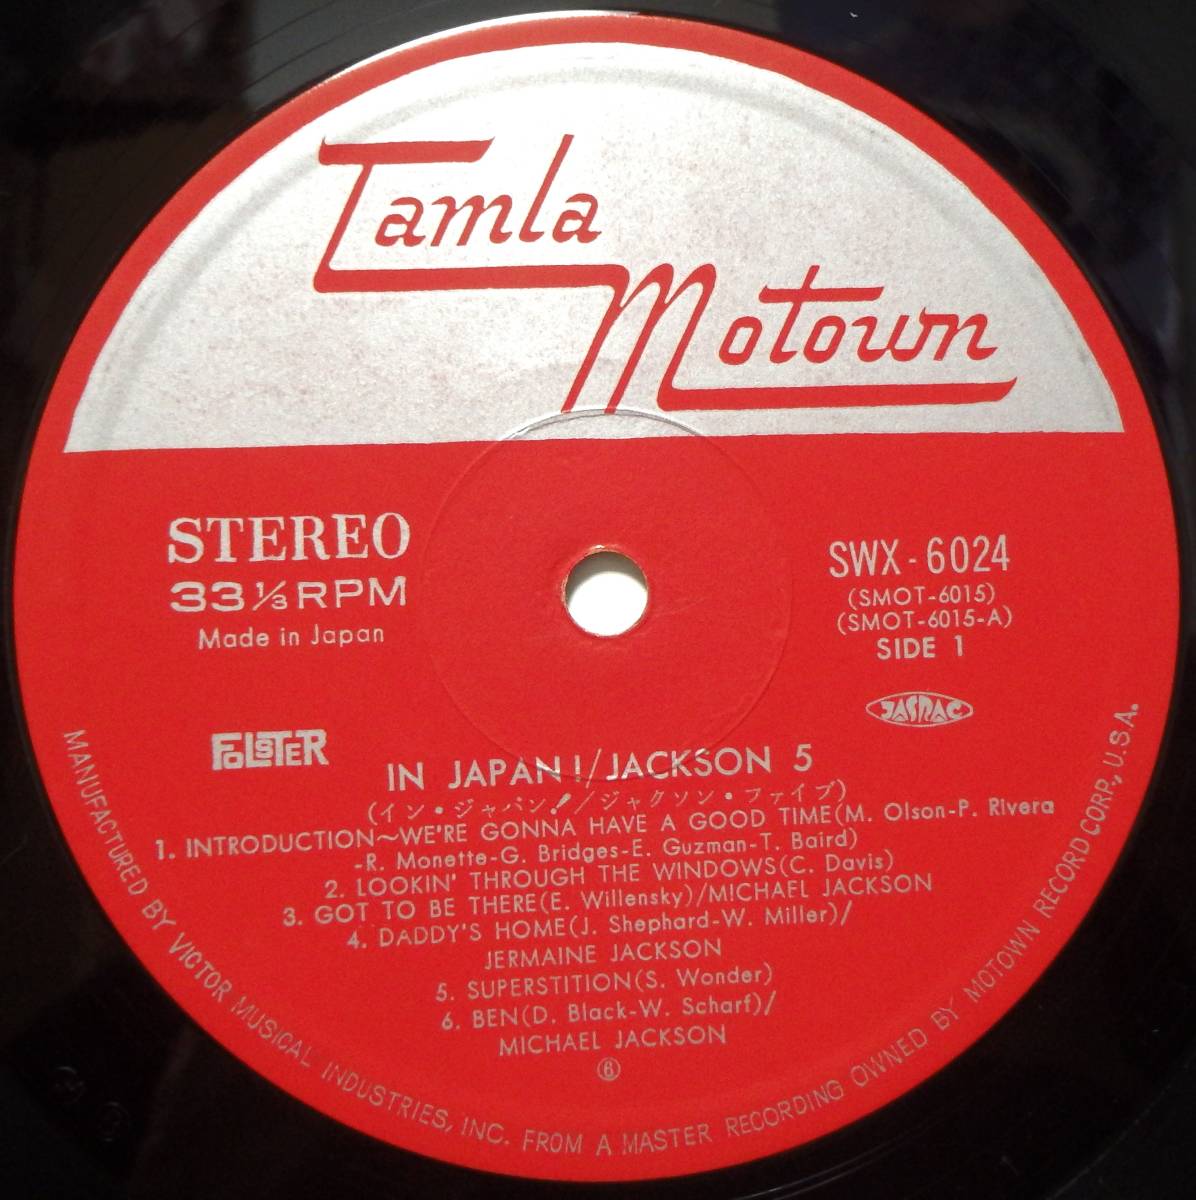 Tamla
Motown
STEREO
33 1/3 RPM
Made in Japan
SWX-6024
(SMOT-6015)
(SMOT-6015-A)
SIDE 1
JASRAC
FOLSTER
IN JAPAN!/JACKSON 5
(イン・ジャパン!/ジャクソン・ファイブ)
1. INTRODUCTION~WE'RE GONNA HAVE A GOOD TIME(M. Olson-P. Rivera
-R. Monette-G. Bridges-E. Guzman-T. Baird)
2. LOOKIN' THROUGH THE WINDOWS(C. Davis)
3. GOT TO BE THERE(E. Willensky)/MICHAEL JACKSON
4. DADDY'S HOME(J. Shephard-W. Miller)/
JERMAINE JACKSON
5. SUPERSTITION(S. Wonder)
6. BEN(D. Black-W. Scharf)/
MICHAEL JACKSON
MANUFACTURED BY VICTOR MUSICAL INDUSTRIES, INC. FROM A MASTER RECORDING OWNED BY MOTOWN RECORD CORP., U.S.A.